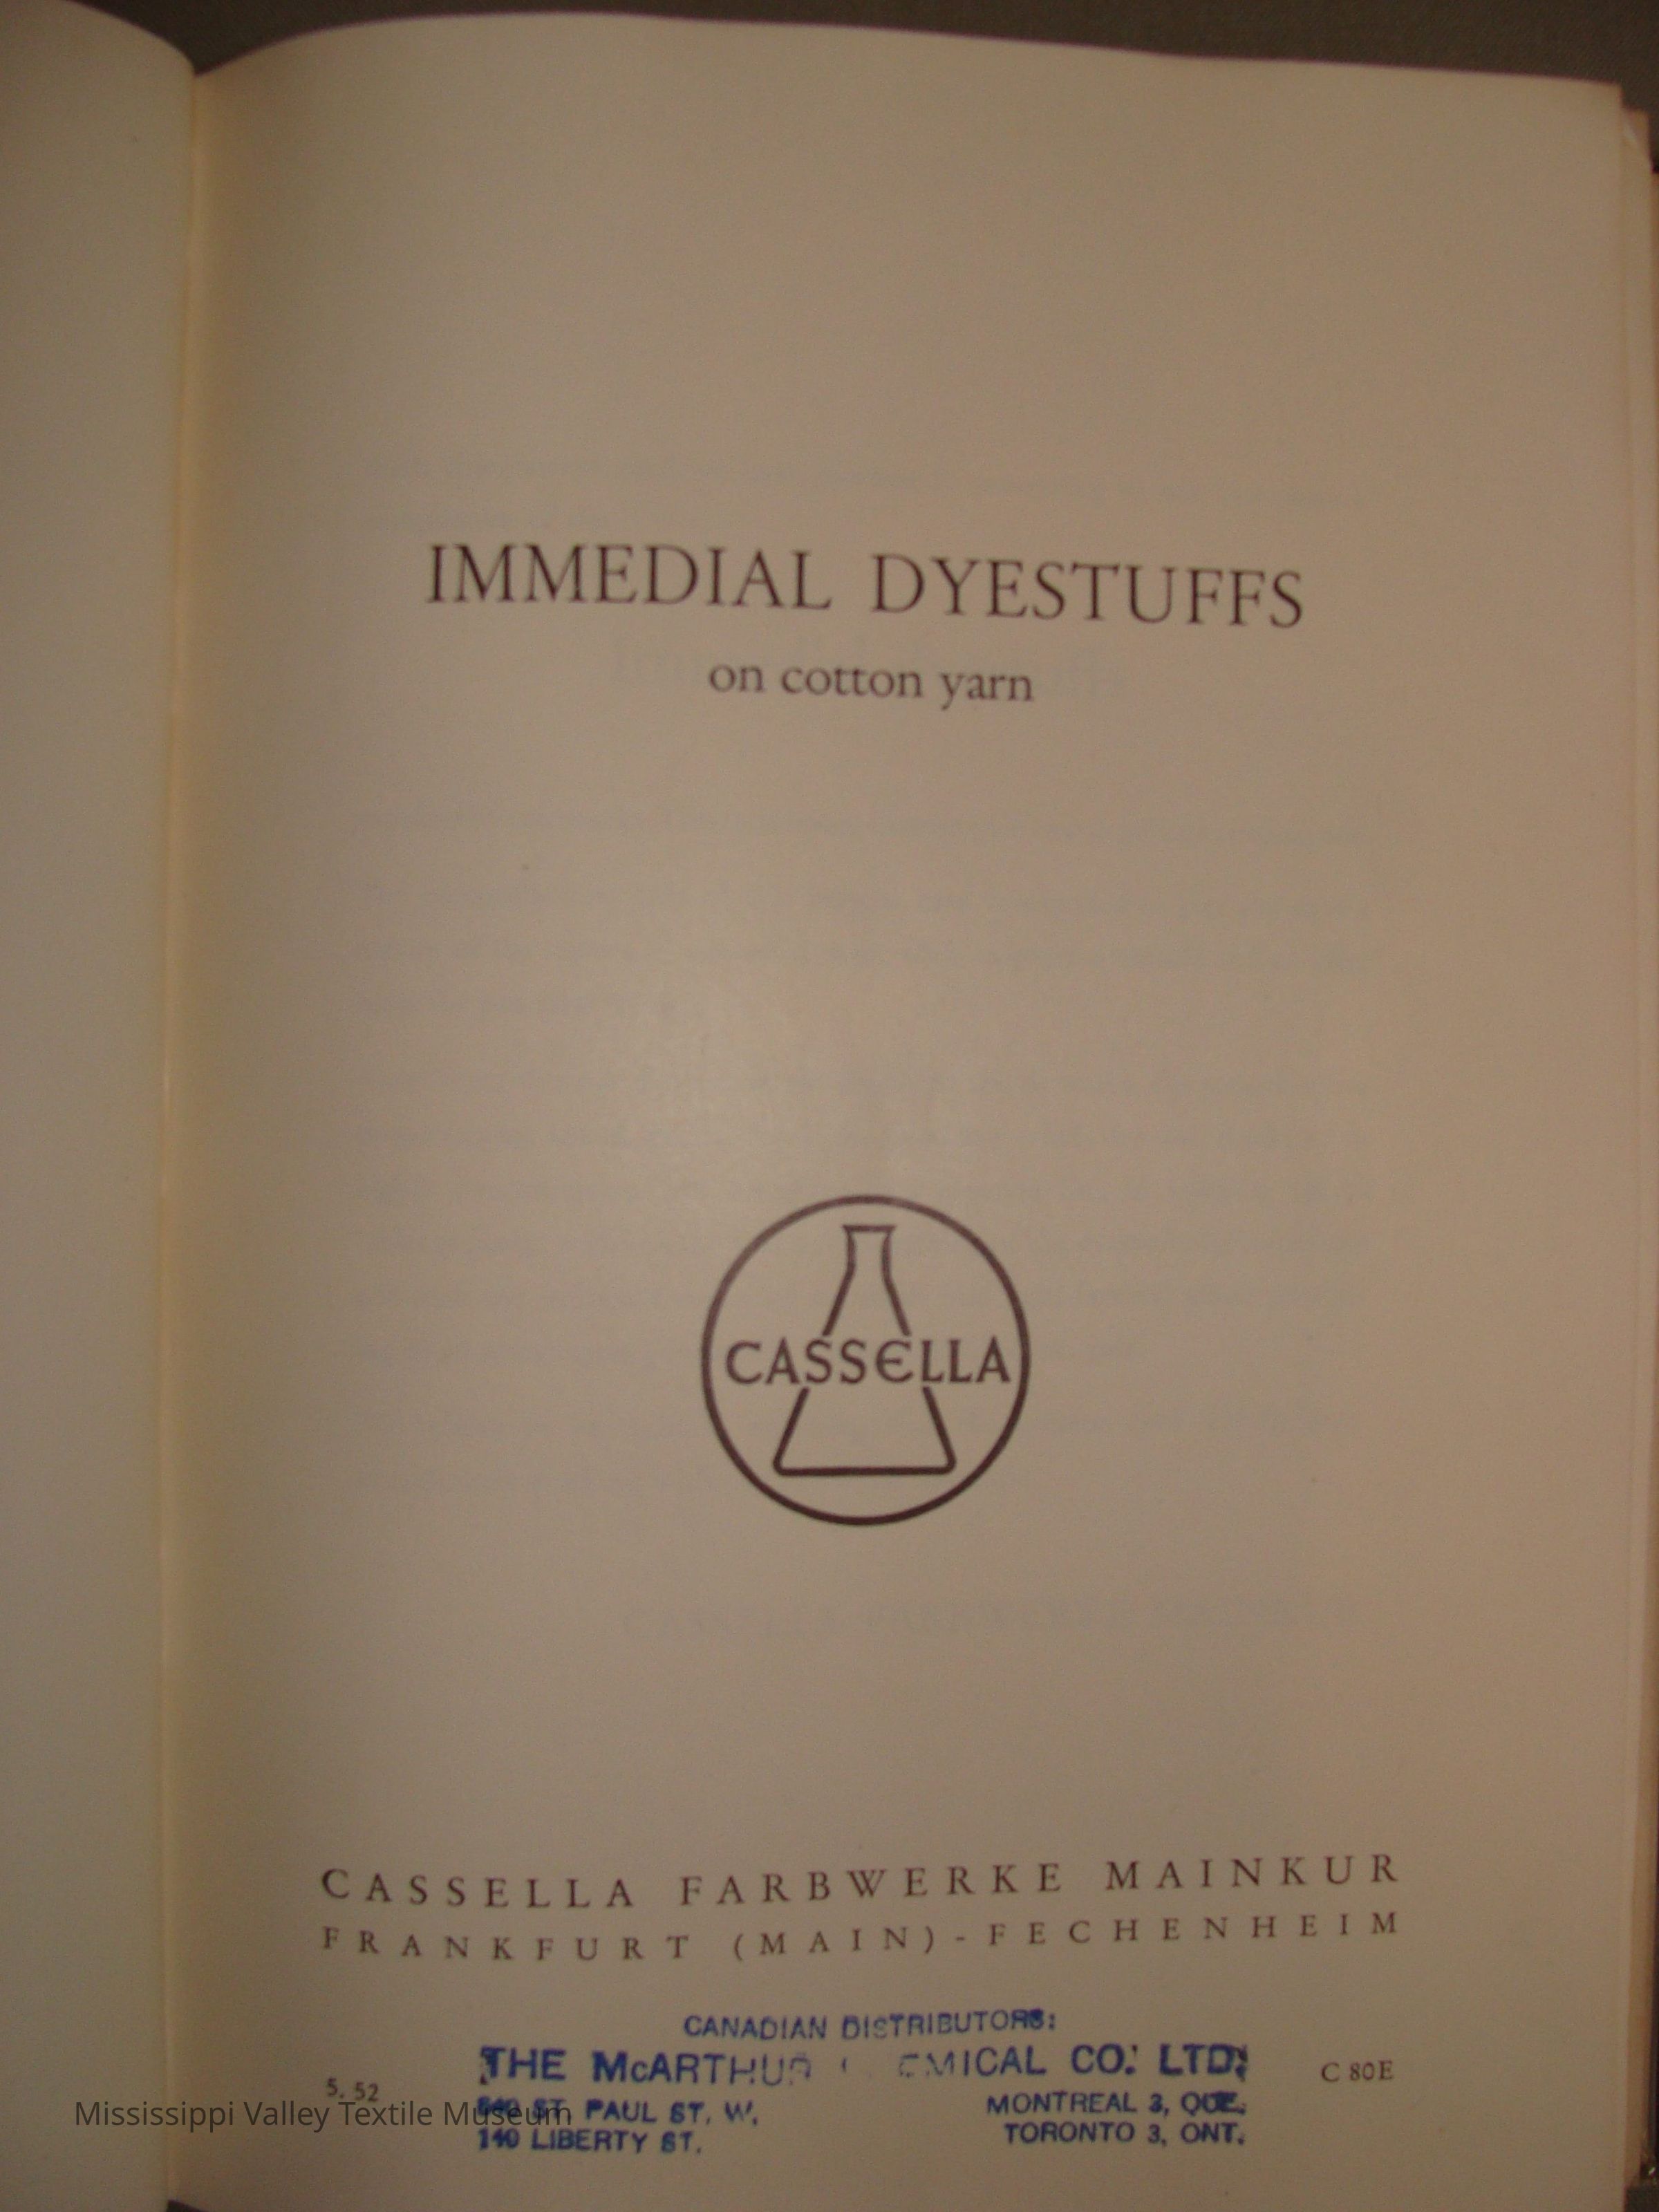 IMMEDIAL DYESTUFFS
on cotton yarn
CASSELLA
CASSELLA FARBWERKE MAINKUR
FRANKFURT (MAIN)-FECHENHEIM
CANADIAN DISTRIBUTORS:
THE McARTHUR CHEMICAL CO. LTD.
C 80E
5. 52
ST. PAUL ST. W. MONTREAL 3, QUE.
140 LIBERTY ST. TORONTO 3, ONT.
Mississippi Valley Textile Museum